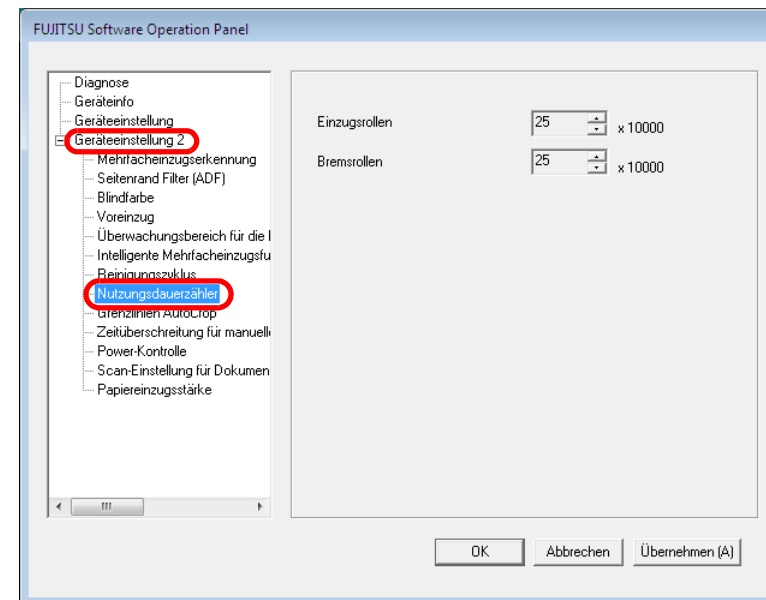 FUJITSU Software Operation Panel
Diagnose
Geräteinfo
Geräteeinstellung
Geräteeinstellung 2
Mehrfacheinzugserkennung
Seitenrand Filter (ADF)
Blindfarbe
Voreinzug
Überwachungsbereich für die
Intelligente Mehrfacheinzugsfu
Reinigungszyklus
Nutzungsdauerzähler
Grenzlinien AutoCrop
Zeitüberschreitung für manuell
Power-Kontrolle
Scan-Einstellung für Dokumen
Papiereinzugsstärke
Einzugsrollen 25 x 10000
Bremsrollen 25 x 10000
OK Abbrechen Übernehmen (A)